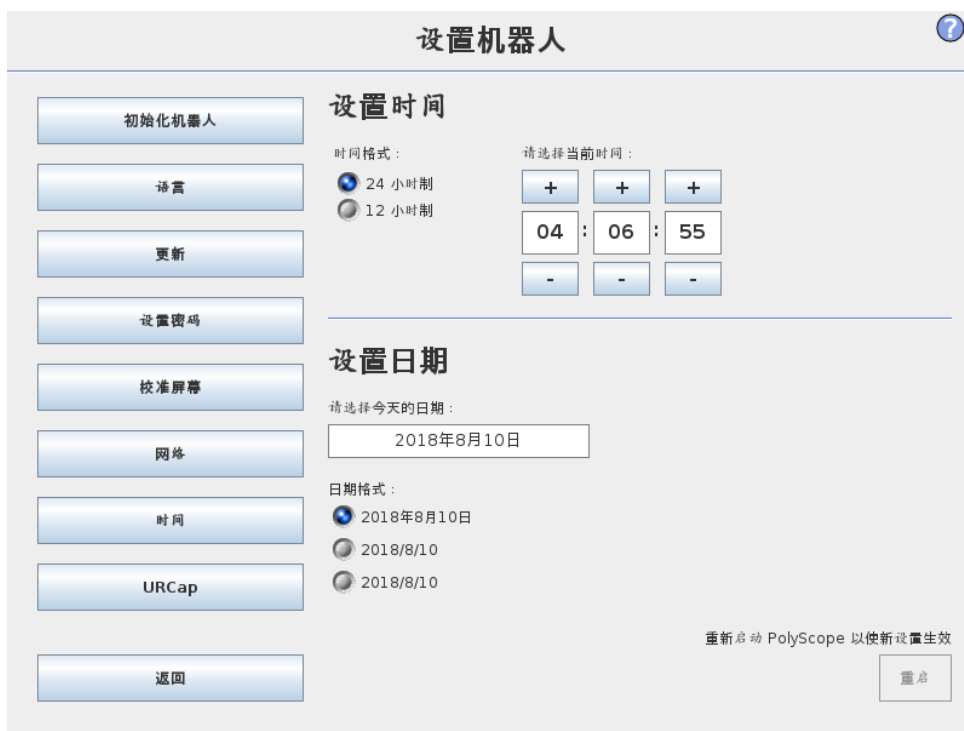 设置机器人
?
初始化机器人
语言
更新
设置密码
校准屏幕
网络
时间
URCap
返回
设置时间
时间格式：
24 小时制
12 小时制
请选择当前时间：
+ + +
04 : 06 : 55
- - -
设置日期
请选择今天的日期：
2018年8月10日
日期格式：
2018年8月10日
2018/8/10
2018/8/10
重新启动 PolyScope 以使新设置生效
重启